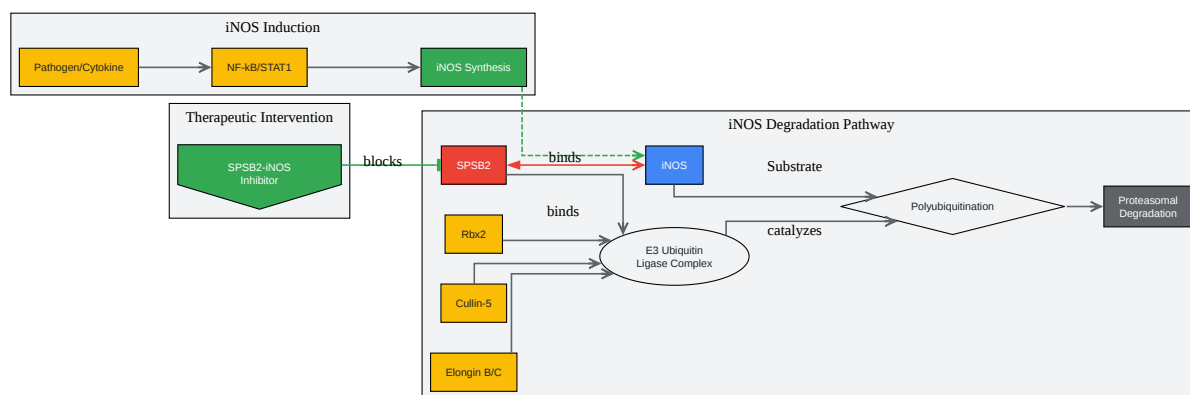 iNOS Induction
Pathogen/Cytokine
NF-kB/STAT1
iNOS Synthesis
Therapeutic Intervention
SPSB2-iNOS
Inhibitor
blocks
iNOS Degradation Pathway
SPSB2
binds
iNOS
Substrate
Polyubiquitination
Proteasomal
Degradation
binds
catalyzes
Rbx2
E3 Ubiquitin
Ligase Complex
Cullin-5
Elongin B/C